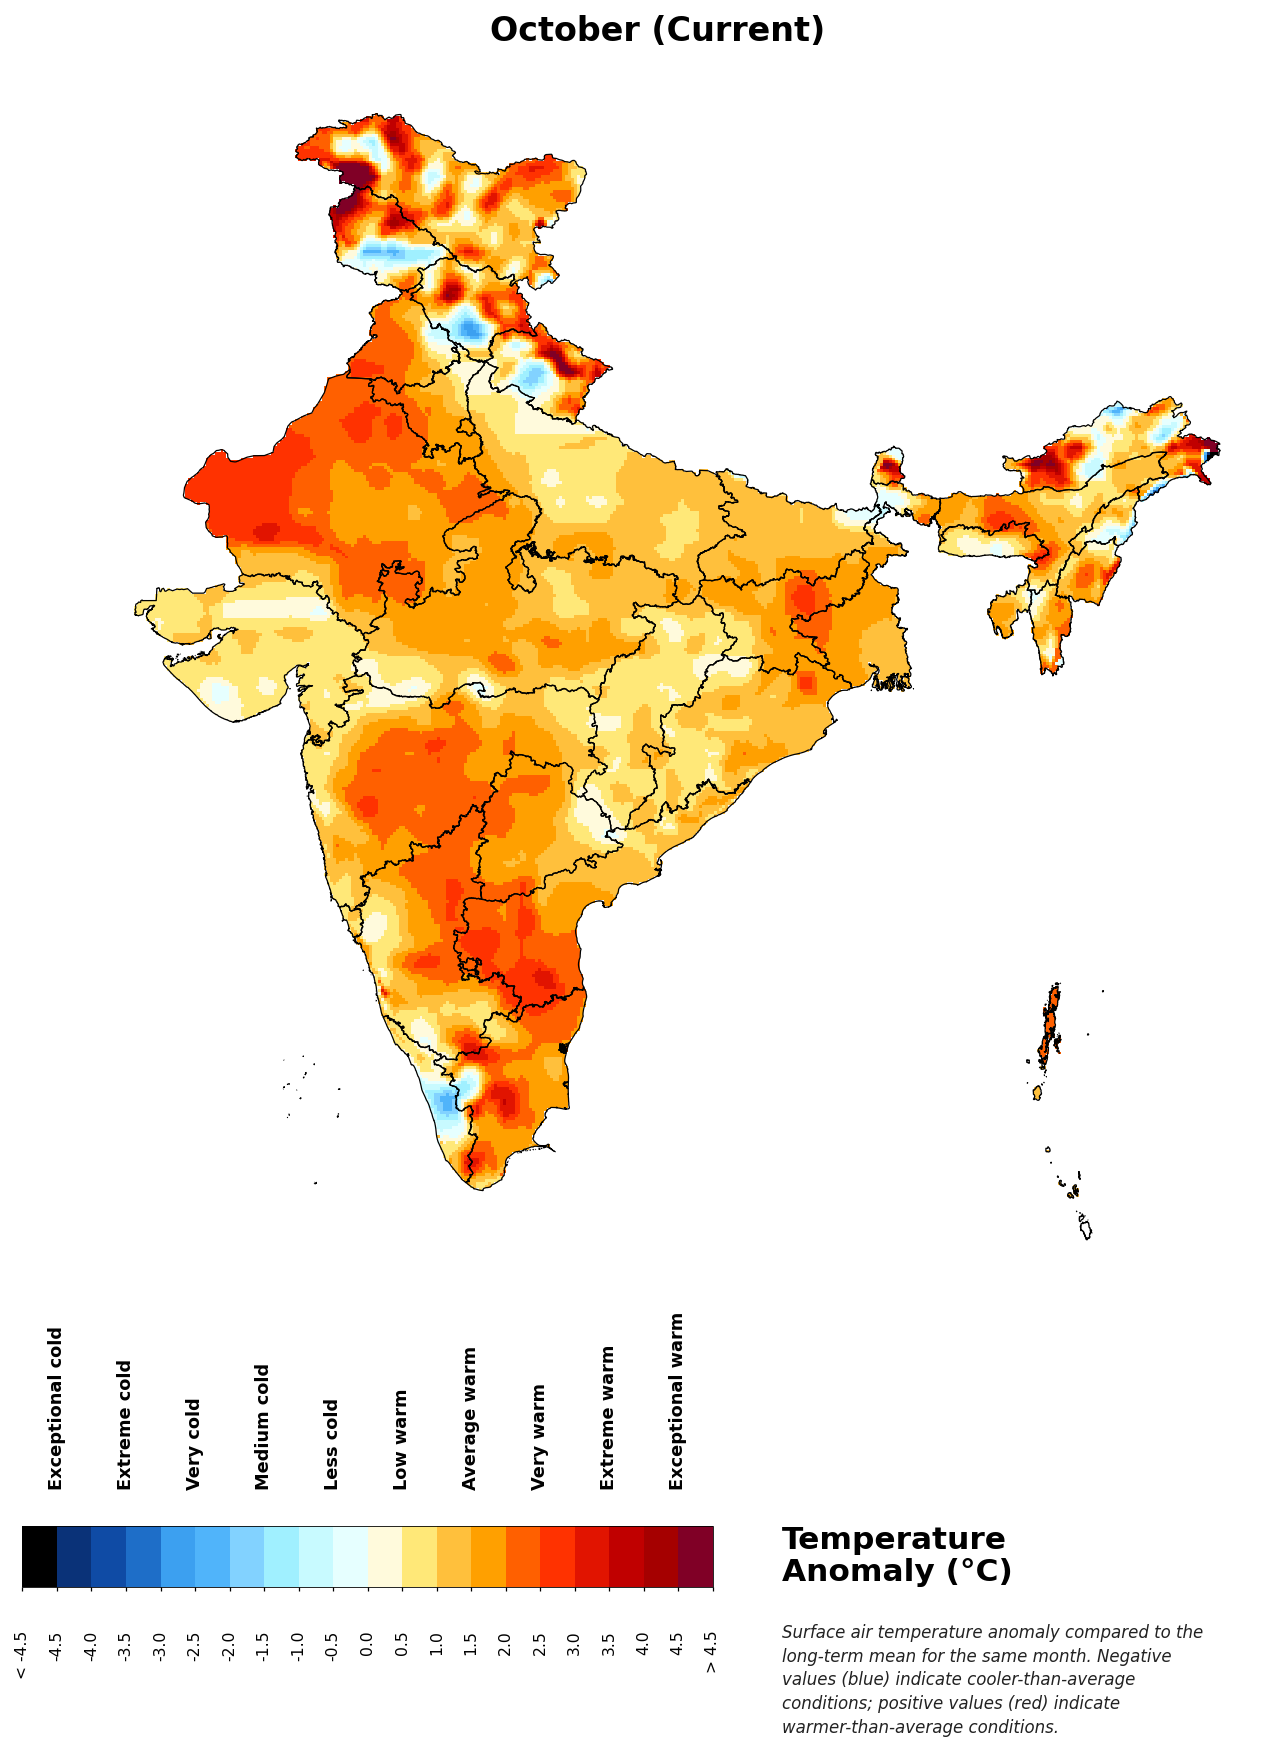 October (Current)
Exceptional cold
Extreme cold
Very cold
Medium cold
Less cold
Low warm
Average warm
Very warm
Extreme warm
Exceptional warm
< -4.5
-4.5
-4.0
-3.5
-3.0
-2.5
-2.0
-1.5
-1.0
-0.5
0.0
0.5
1.0
1.5
2.0
2.5
3.0
3.5
4.0
4.5
> 4.5
Temperature
Anomaly (°C)
Surface air temperature anomaly compared to the
long-term mean for the same month. Negative
values (blue) indicate cooler-than-average
conditions; positive values (red) indicate
warmer-than-average conditions.